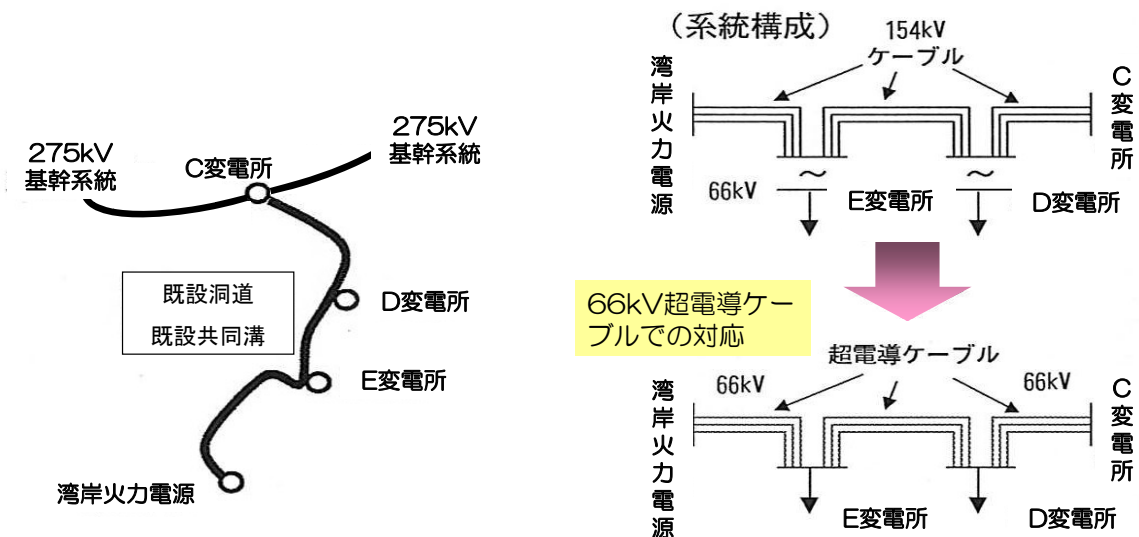 275kV
基幹系統
C変電所
275kV
基幹系統
既設洞道
既設共同溝
D変電所
E変電所
湾岸火力電源
(系統構成)
154kV
ケーブル
湾岸火力電源
C変電所
~
~
66kV
E変電所
D変電所
66kV超電導ケー
ブルでの対応
超電導ケーブル
66kV
66kV
湾岸火力電源
C変電所
E変電所
D変電所